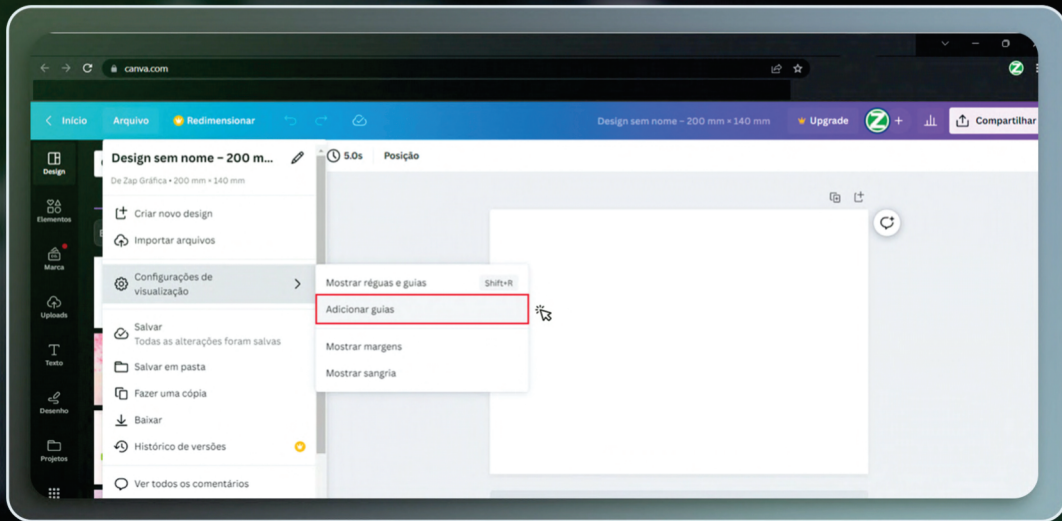 canva.com
Início
Arquivo
Redimensionar
Design sem nome – 200 mm × 140 mm
Upgrade
Z
+
Compartilhar
Design
Elementos
Marca
Uploads
Texto
Desenho
Projetos
Design sem nome – 200 m...
De Zap Gráfica • 200 mm × 140 mm
Criar novo design
Importar arquivos
Configurações de
visualização
Salvar
Todas as alterações foram salvas
Salvar em pasta
Fazer uma cópia
Baixar
Histórico de versões
Ver todos os comentários
5.0s
Posição
Mostrar réguas e guias
Shift+R
Adicionar guias
Mostrar margens
Mostrar sangria